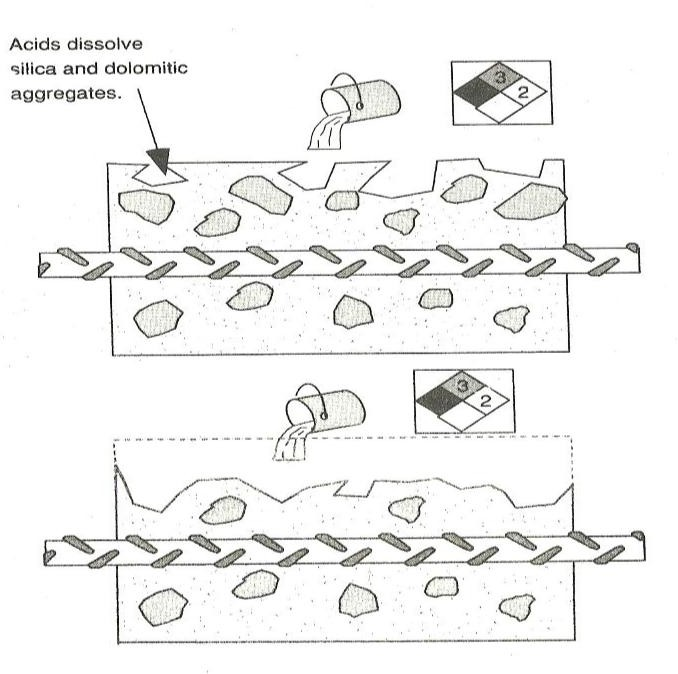 Acids dissolve
silica and dolomitic
aggregates.
3
2
3
2